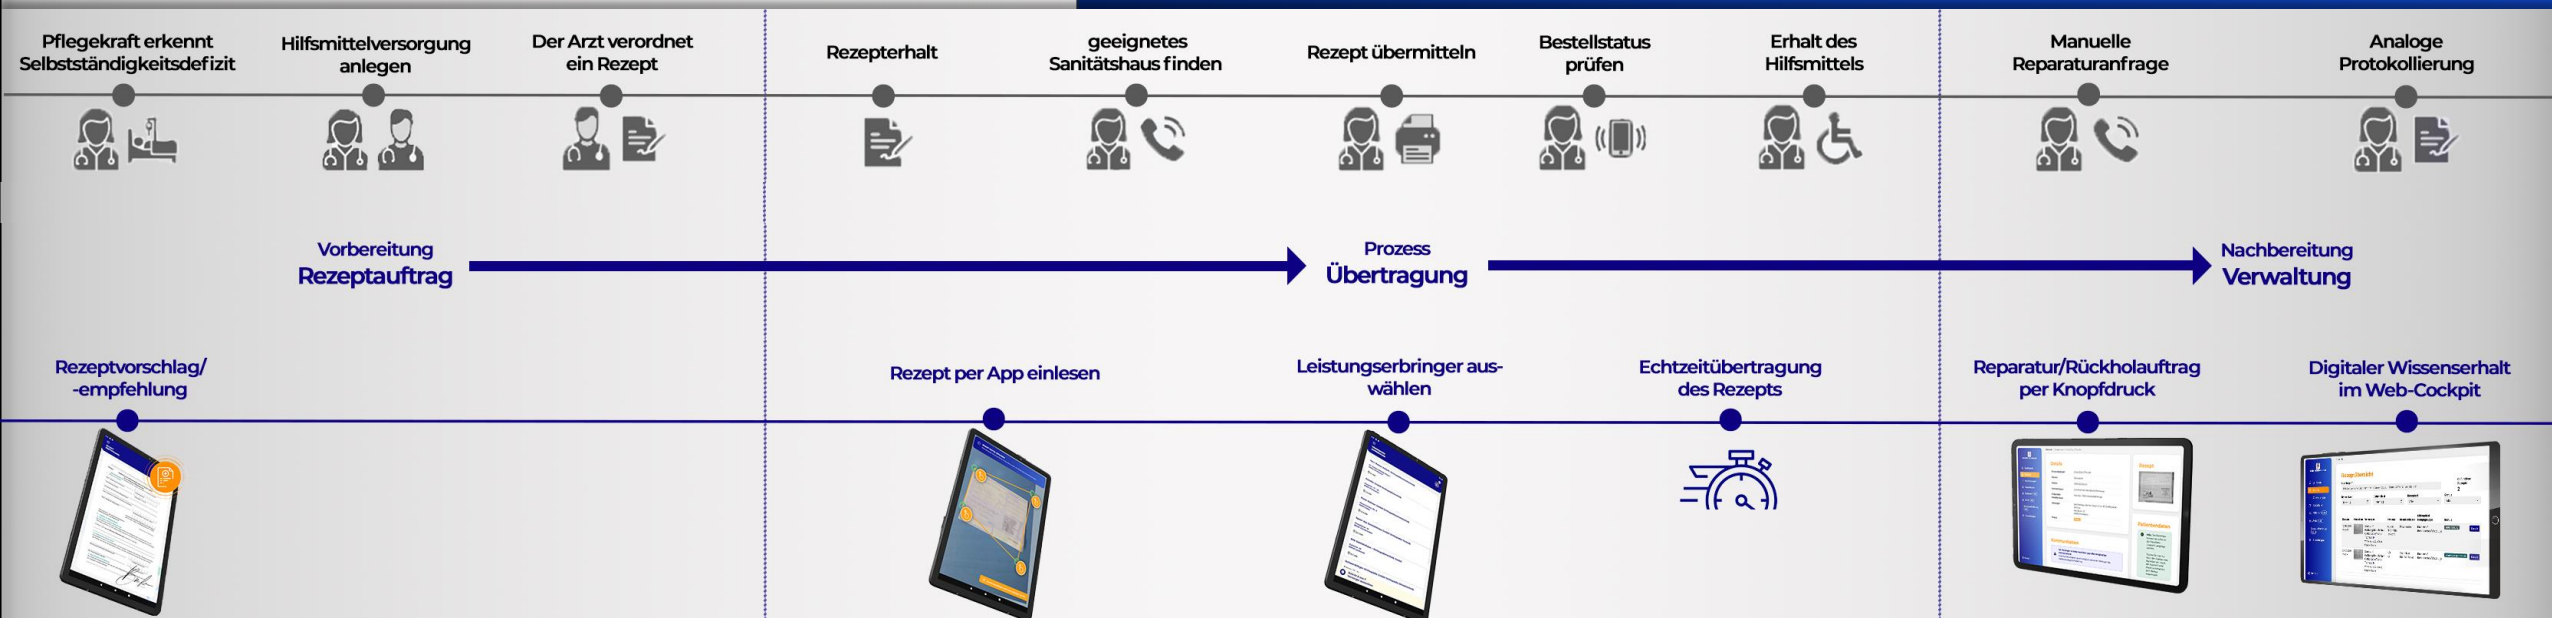 Pflegekraft erkennt
Selbstständigkeitsdefizit
Hilfsmittelversorgung
anlegen
Der Arzt verordnet
ein Rezept
Rezepterhalt
geeignetes
Sanitätshaus finden
Rezept übermitteln
Bestellstatus
prüfen
Erhalt des
Hilfsmittels
Manuelle
Reparaturanfrage
Analoge
Protokollierung
Vorbereitung
Rezeptauftrag
Prozess
Übertragung
Nachbereitung
Verwaltung
Rezeptvorschlag/
-empfehlung
Rezept per App einlesen
Leistungserbringer aus-
wählen
Echtzeitübertragung
des Rezepts
Reparatur/Rückholauftrag
per Knopfdruck
Digitaler Wissenserhalt
im Web-Cockpit